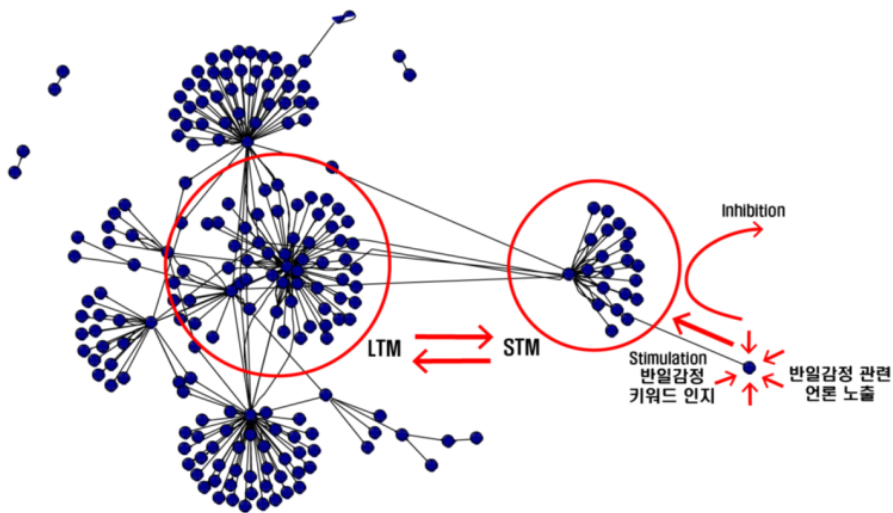 Inhibition
LTM
STM
Stimulation
반일감정
키워드 인지
반일감정 관련
언론 노출